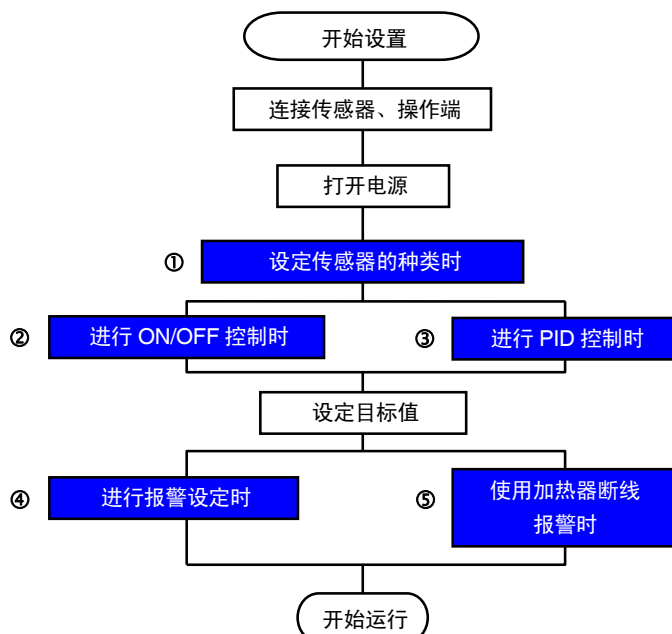 开始设置
连接传感器、操作端
打开电源
① 设定传感器的种类时
② 进行 ON/OFF 控制时
③ 进行 PID 控制时
设定目标值
④ 进行报警设定时
⑤ 使用加热器断线
报警时
开始运行